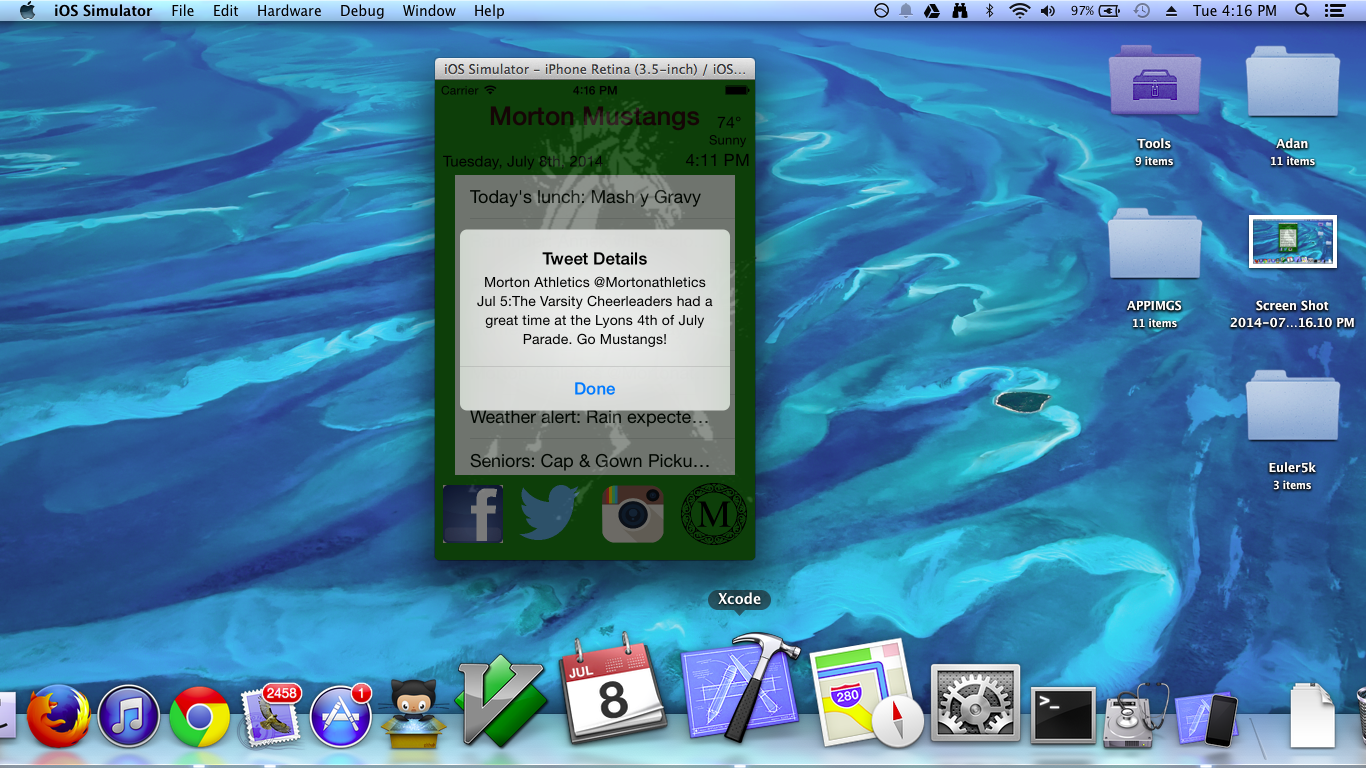 iOS Simulator File Edit Hardware Debug Window Help 97% Tue 4:16 PM
iOS Simulator – iPhone Retina (3.5-inch) / iOS...
Carrier 4:16 PM
Morton Mustangs
74°
Sunny
Tuesday, July 8th, 2014 4:11 PM
Today's lunch: Mash y Gravy
Tweet Details
Morton Athletics @Mortonathletics
Jul 5:The Varsity Cheerleaders had a
great time at the Lyons 4th of July
Parade. Go Mustangs!
Done
Weather alert: Rain expecte...
Seniors: Cap & Gown Picku...
f
M
Tools
9 items
Adan
11 items
APPIMGS
11 items
Screen Shot
2014-07...16.10 PM
Euler5k
3 items
Xcode
2458
1
JUL
8
280
>_